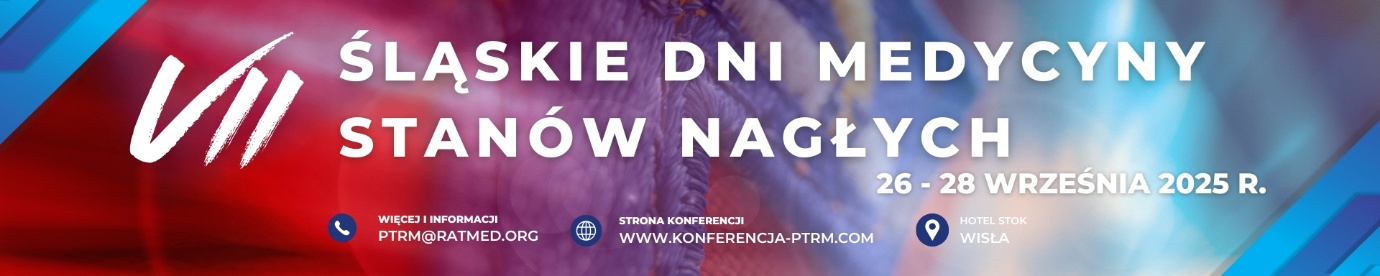 VII
ŚLĄSKIE DNI MEDYCYNY
STANÓW NAGŁYCH
26 - 28 WRZEŚNIA 2025 R.
WIĘCEJ I INFORMACJI
PTRM@RATMED.ORG
STRONA KONFERENCJI
WWW.KONFERENCJA-PTRM.COM
HOTEL STOK
WISŁA